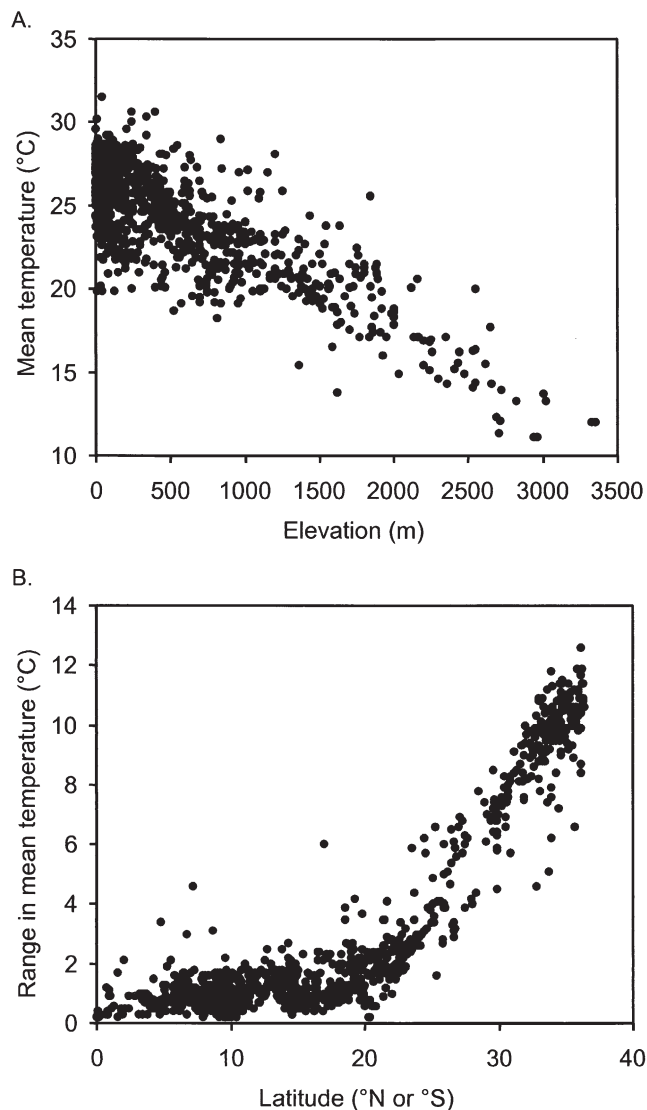 A.
35
30
25
20
15
10
Mean temperature (°C)
0 500 1000 1500 2000 2500 3000 3500
Elevation (m)
B.
14
12
10
8
6
4
2
0
Range in mean temperature (°C)
0 10 20 30 40
Latitude (°N or °S)